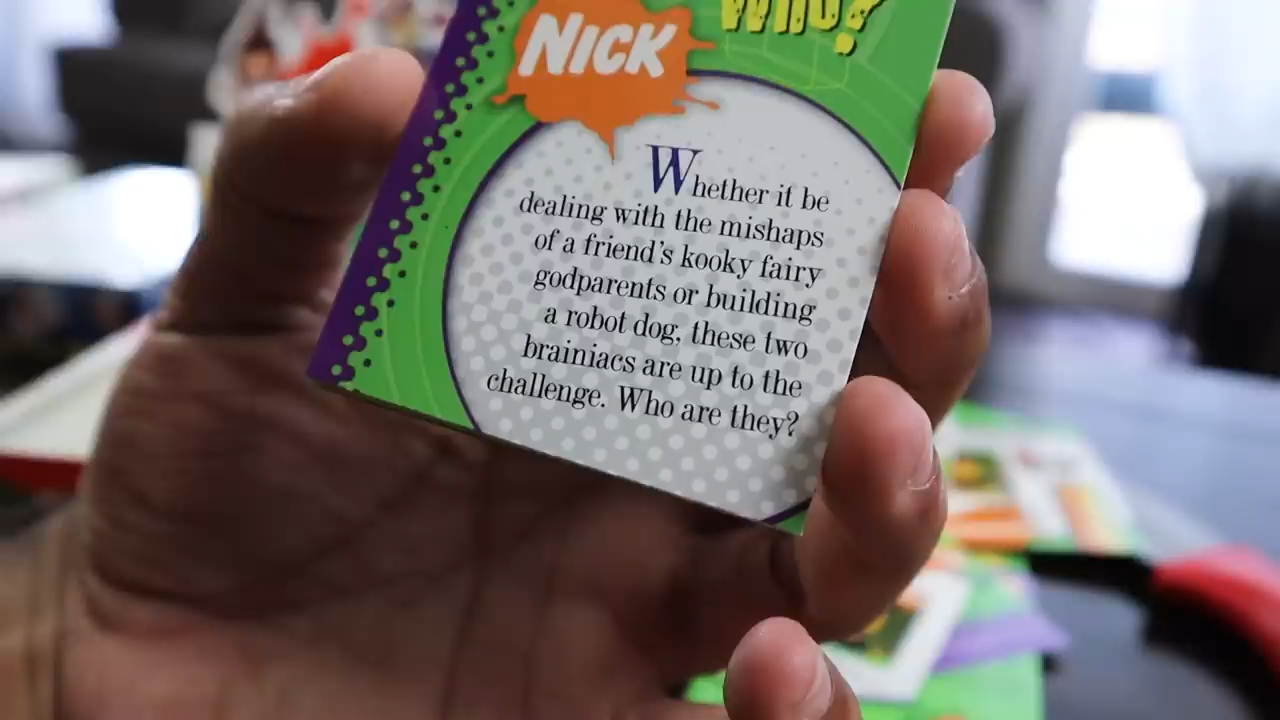 NICK
Who?
Whether it be
dealing with the mishaps
of a friend's kooky fairy
godparents or building
a robot dog, these two
brainiacs are up to the
challenge. Who are they?